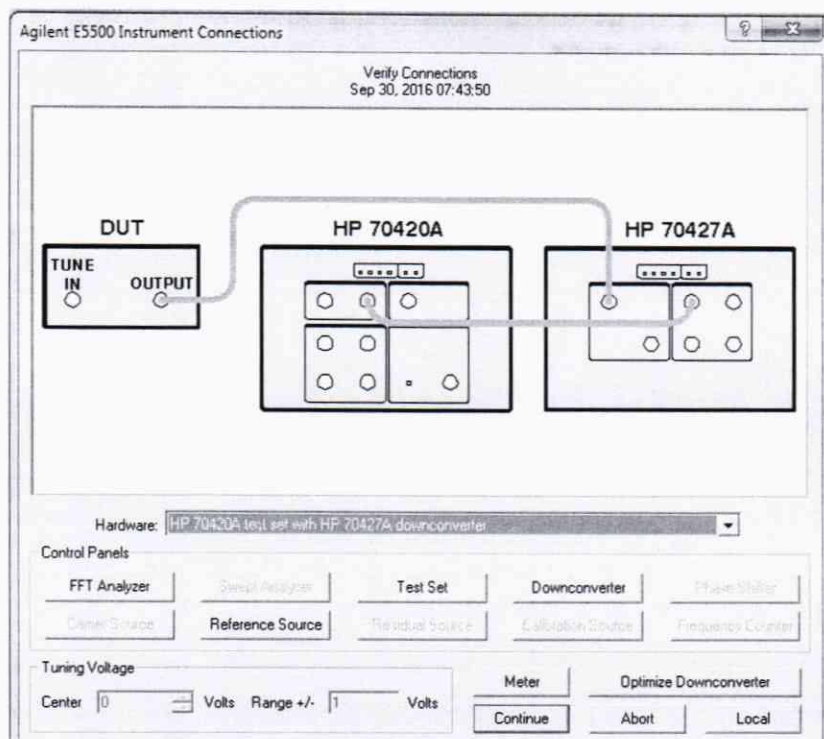 Agilent E5500 Instrument Connections
?
Verify Connections
Sep 30, 2016 07:43:50
DUT
HP 70420A
HP 70427A
TUNE
IN
OUTPUT
Hardware: HP 70420A test set with HP 70427A downconverter
Control Panels
FFT Analyzer Swept Analyzer Test Set Downconverter Phase Shifter
Carrier Source Reference Source Residual Source Calibration Source Frequency Counter
Tuning Voltage
Center 0 Volts Range +/- 1 Volts
Meter Optimize Downconverter
Continue Abort Local